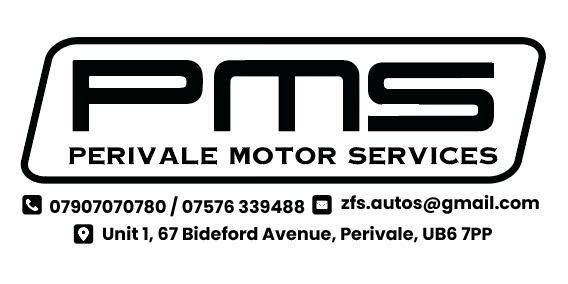 PMS
PERIVALE MOTOR SERVICES
07907070780 / 07576 339488 zfs.autos@gmail.com
Unit 1, 67 Bideford Avenue, Perivale, UB6 7PP